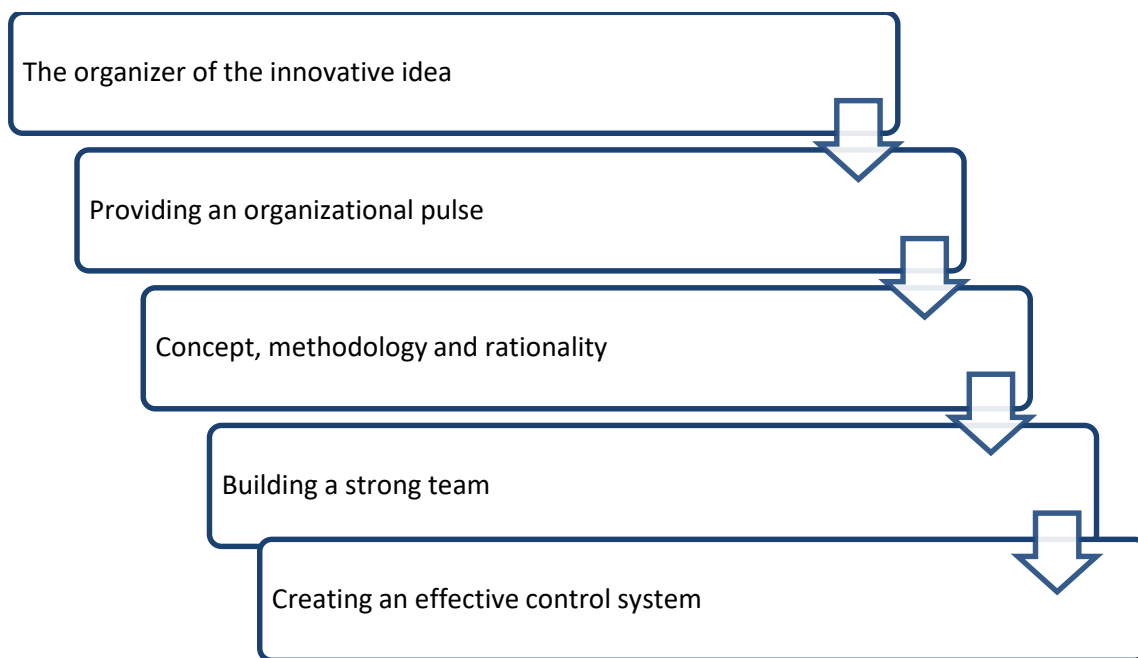 The organizer of the innovative idea
Providing an organizational pulse
Concept, methodology and rationality
Building a strong team
Creating an effective control system